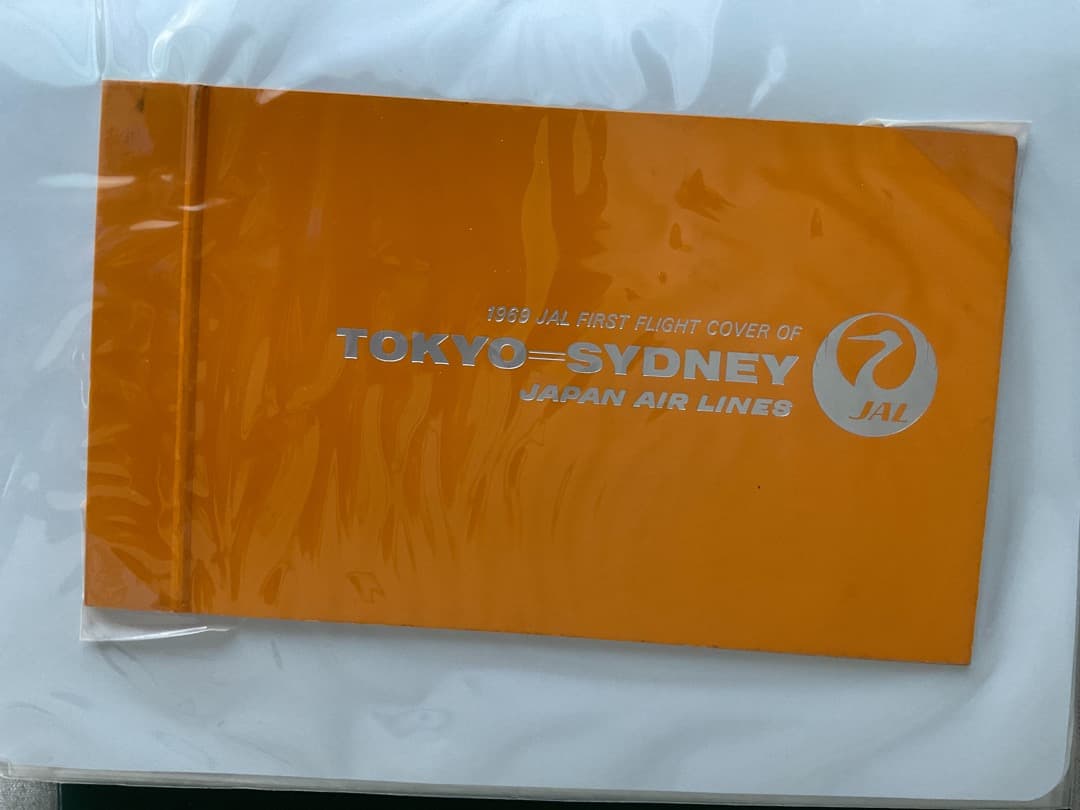 1969 JAL FIRST FLIGHT COVER OF
TOKYO=SYDNEY
JAPAN AIR LINES
JAL